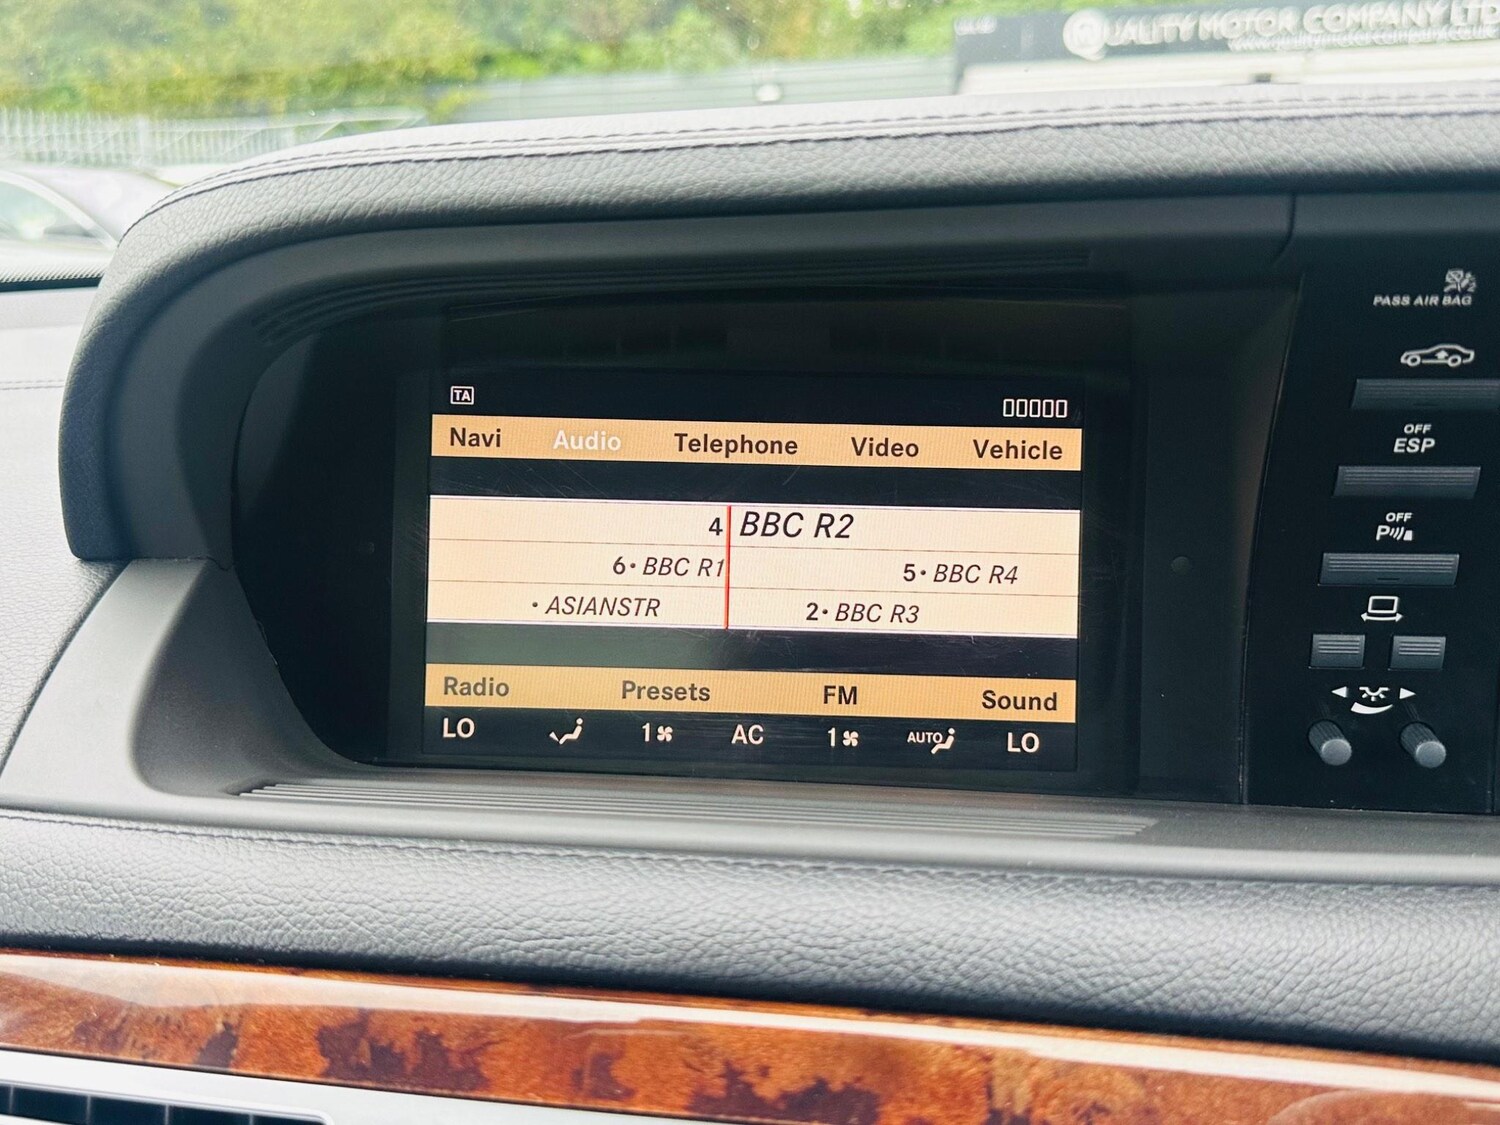 QUALITY MOTOR COMPANY LTD
PASS AIR BAG
OFF
ESP
OFF
P
TA
Navi Audio Telephone Video Vehicle
4 BBC R2
6• BBC R1 5• BBC R4
• ASIANSTR 2• BBC R3
Radio Presets FM Sound
LO 1 AC 1 AUTO LO